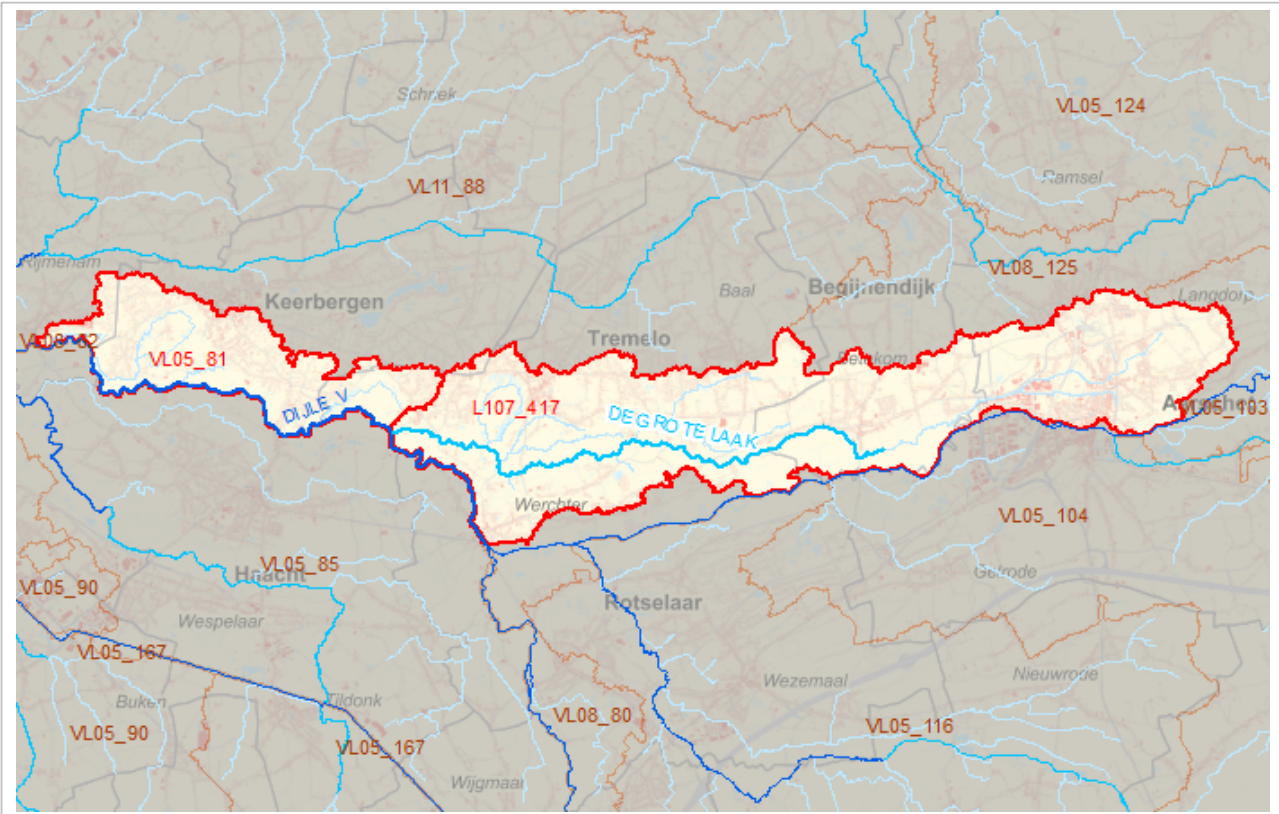 Schriek
VL05_124
Ramsel
VL11_88
Rijmenam
VL08_125
Begijnendijk
Baal
Langdorp
Keerbergen
Tremelo
VL08_82
VL05_81
Betekom
DIJLE V
L107_417
DE GROTE LAAK
Aarschot
VL05_103
Werchter
VL05_104
VL05_85
Haacht
Gelrode
VL05_90
Rotselaar
Wespelaar
VL05_167
Nieuwrode
Wezemaal
Buken
Tildonk
VL08_80
VL05_116
VL05_90
VL05_167
Wijgmaal